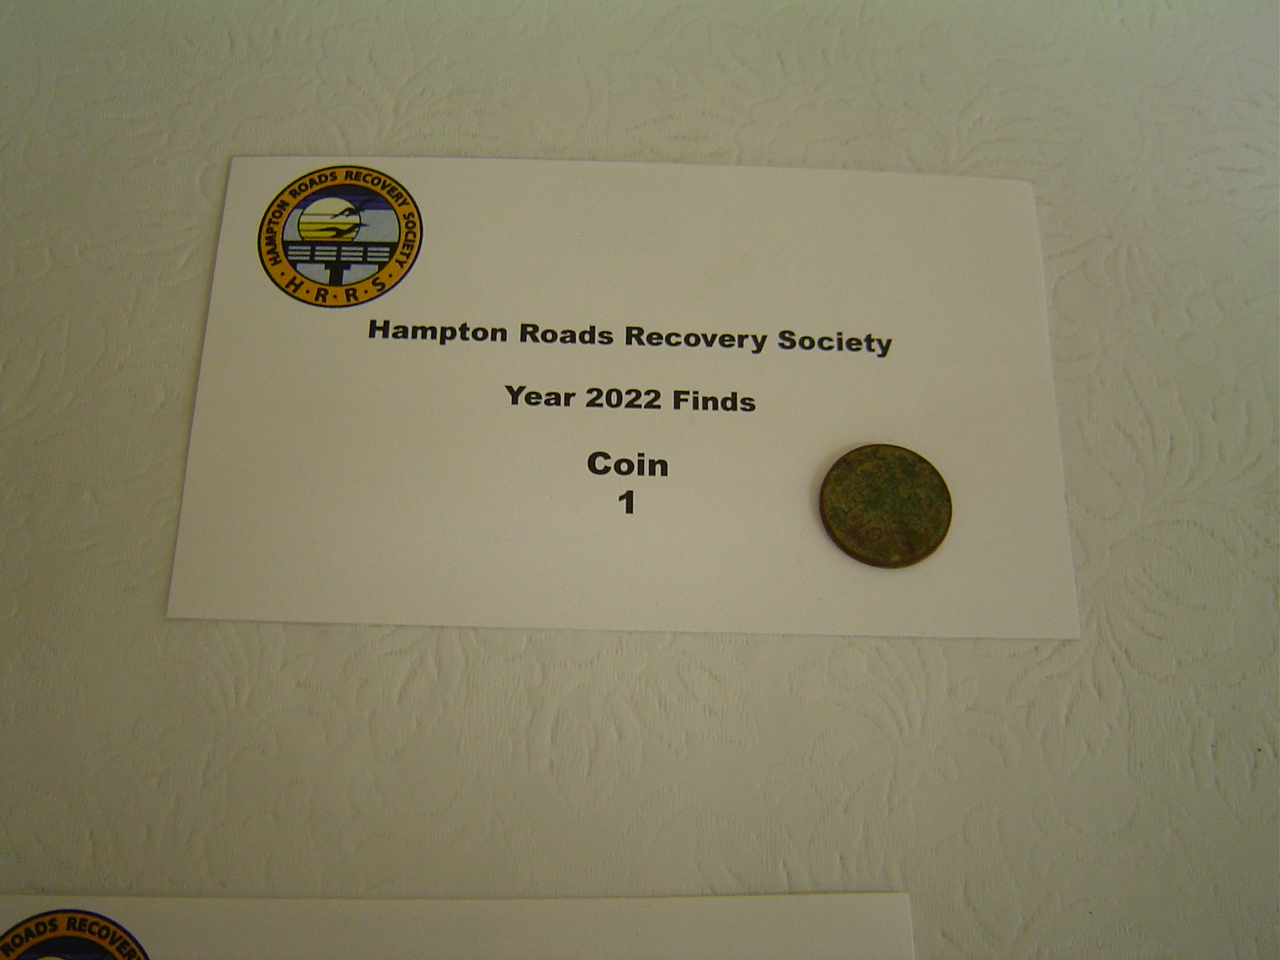 HAMPTON ROADS RECOVERY SOCIETY
· H · R · R · S ·
Hampton Roads Recovery Society
Year 2022 Finds
Coin
1
ROADS RECOVERY